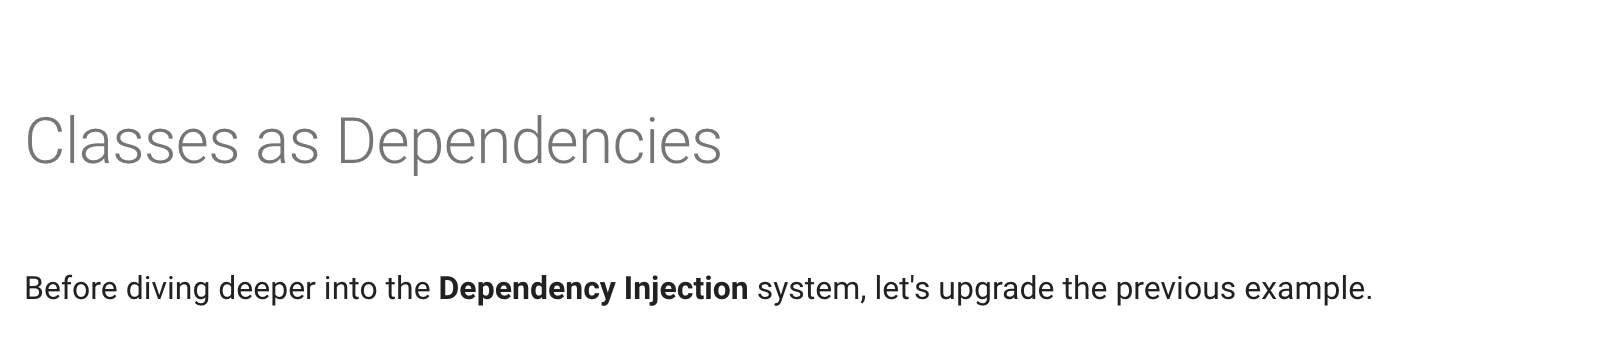 Classes as Dependencies
Before diving deeper into the Dependency Injection system, let's upgrade the previous example.